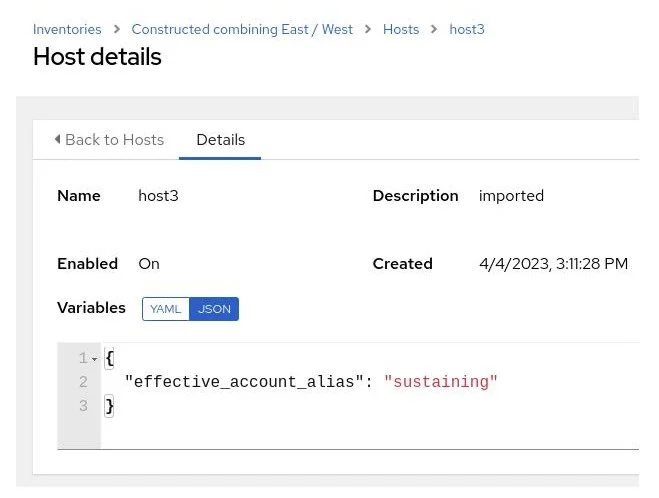 Inventories > Constructed combining East / West > Hosts > host3
Host details
Back to Hosts Details
Name host3 Description imported
Enabled On Created 4/4/2023, 3:11:28 PM
Variables YAML JSON
1 {
2 "effective_account_alias": "sustaining"
3 }